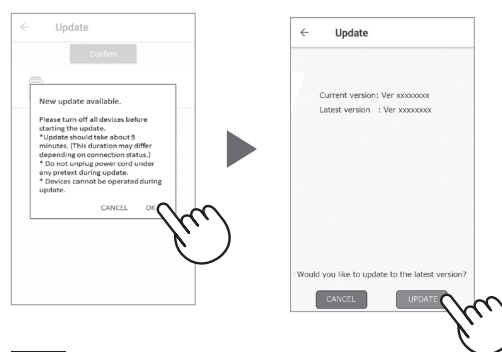 Update
Confirm
New update available.
Please turn off all devices before
starting the update.
*Update should take about 5
minutes. (This duration may differ
depending on connection status.)
* Do not unplug power cord under
any pretext during update.
* Devices cannot be operated during
update.
CANCEL OK
Update
Current version: Ver xxxxxxxx
Latest version : Ver xxxxxxxx
Would you like to update to the latest version?
CANCEL UPDATE